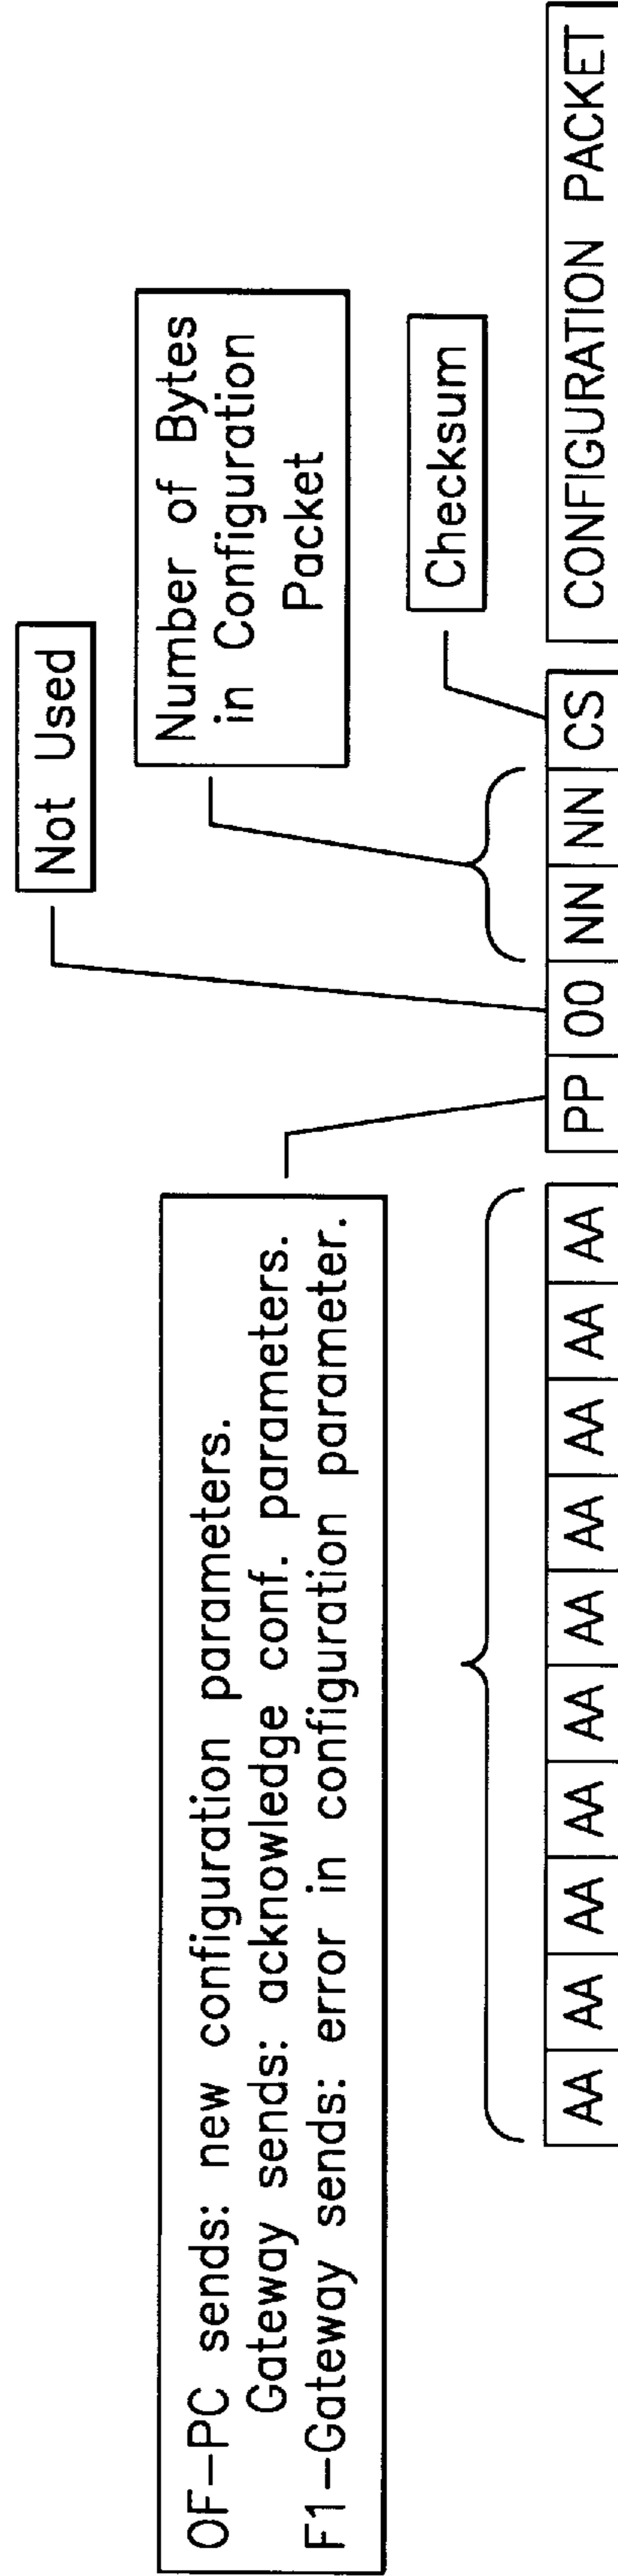 Not Used
Number of Bytes
in Configuration
Packet
Checksum
OF-PC sends: new configuration parameters.
Gateway sends: acknowledge conf. parameters.
F1-Gateway sends: error in configuration parameter.
AA AA AA AA AA AA AA AA AA AA PP 00 NN NN CS CONFIGURATION PACKET